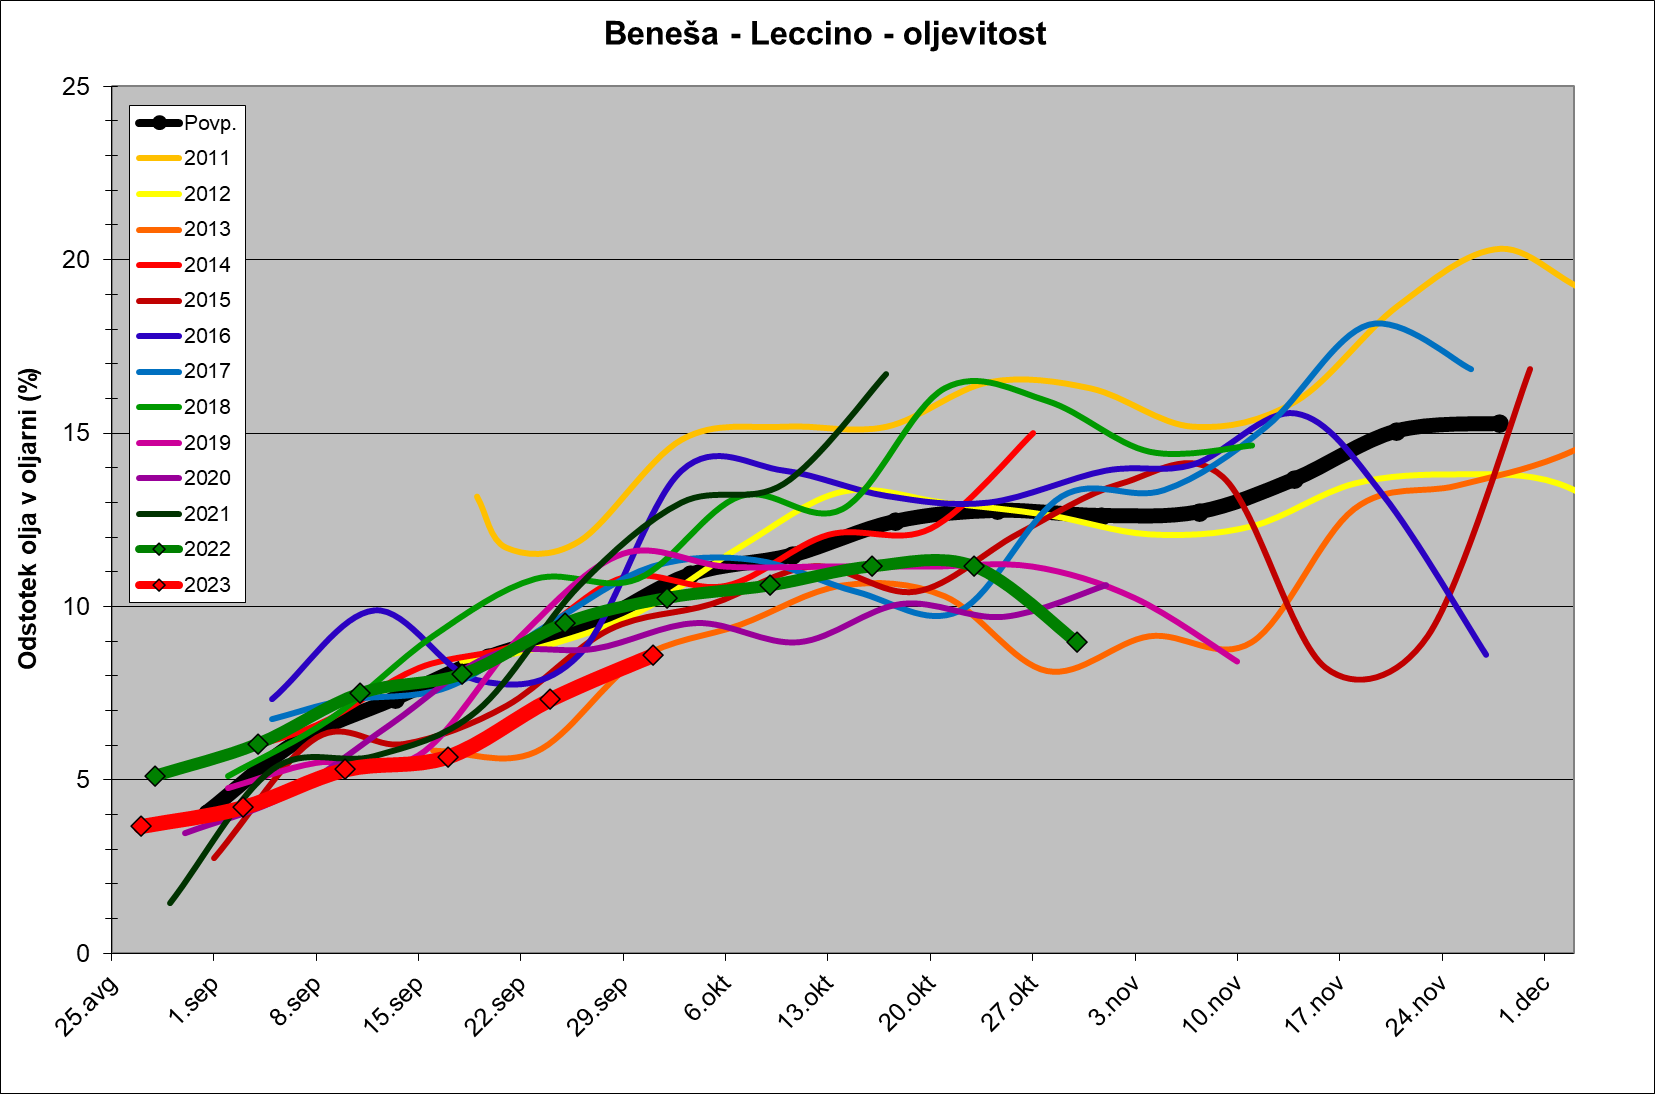 Beneša - Leccino - oljevitost
Odstotek olja v oljarni (%)
25
20
15
10
5
0
Povp.
2011
2012
2013
2014
2015
2016
2017
2018
2019
2020
2021
2022
2023
25.avg
1.sep
8.sep
15.sep
22.sep
29.sep
6.okt
13.okt
20.okt
27.okt
3.nov
10.nov
17.nov
24.nov
1.dec